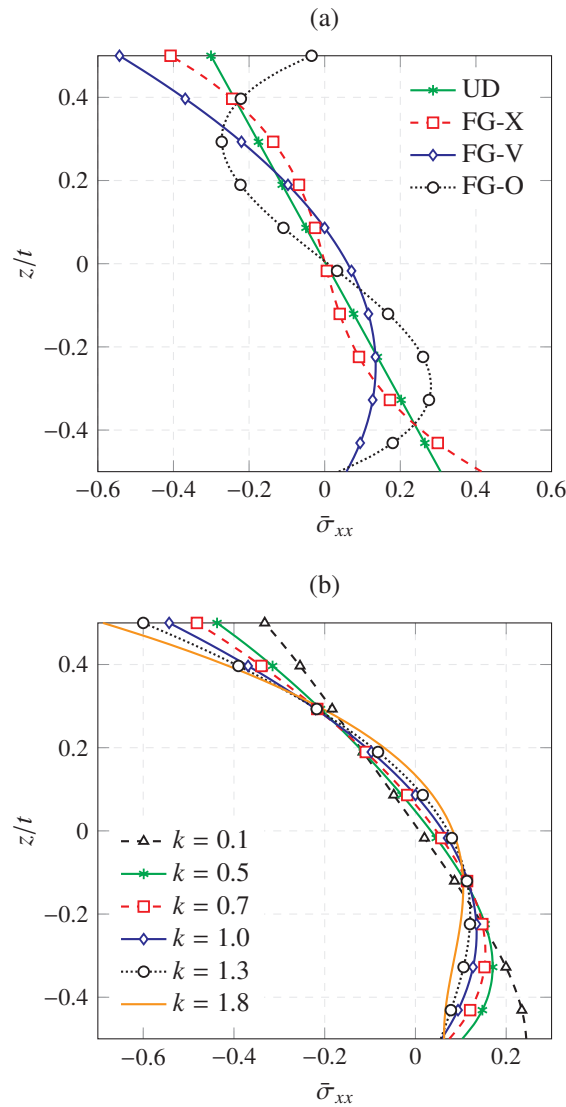 (a)
0.4
0.2
0
−0.2
−0.4
z/t
UD
FG-X
FG-V
FG-O
−0.6 −0.4 −0.2 0 0.2 0.4 0.6
σ̄xx
(b)
0.4
0.2
0
−0.2
−0.4
z/t
k = 0.1
k = 0.5
k = 0.7
k = 1.0
k = 1.3
k = 1.8
−0.6 −0.4 −0.2 0 0.2
σ̄xx